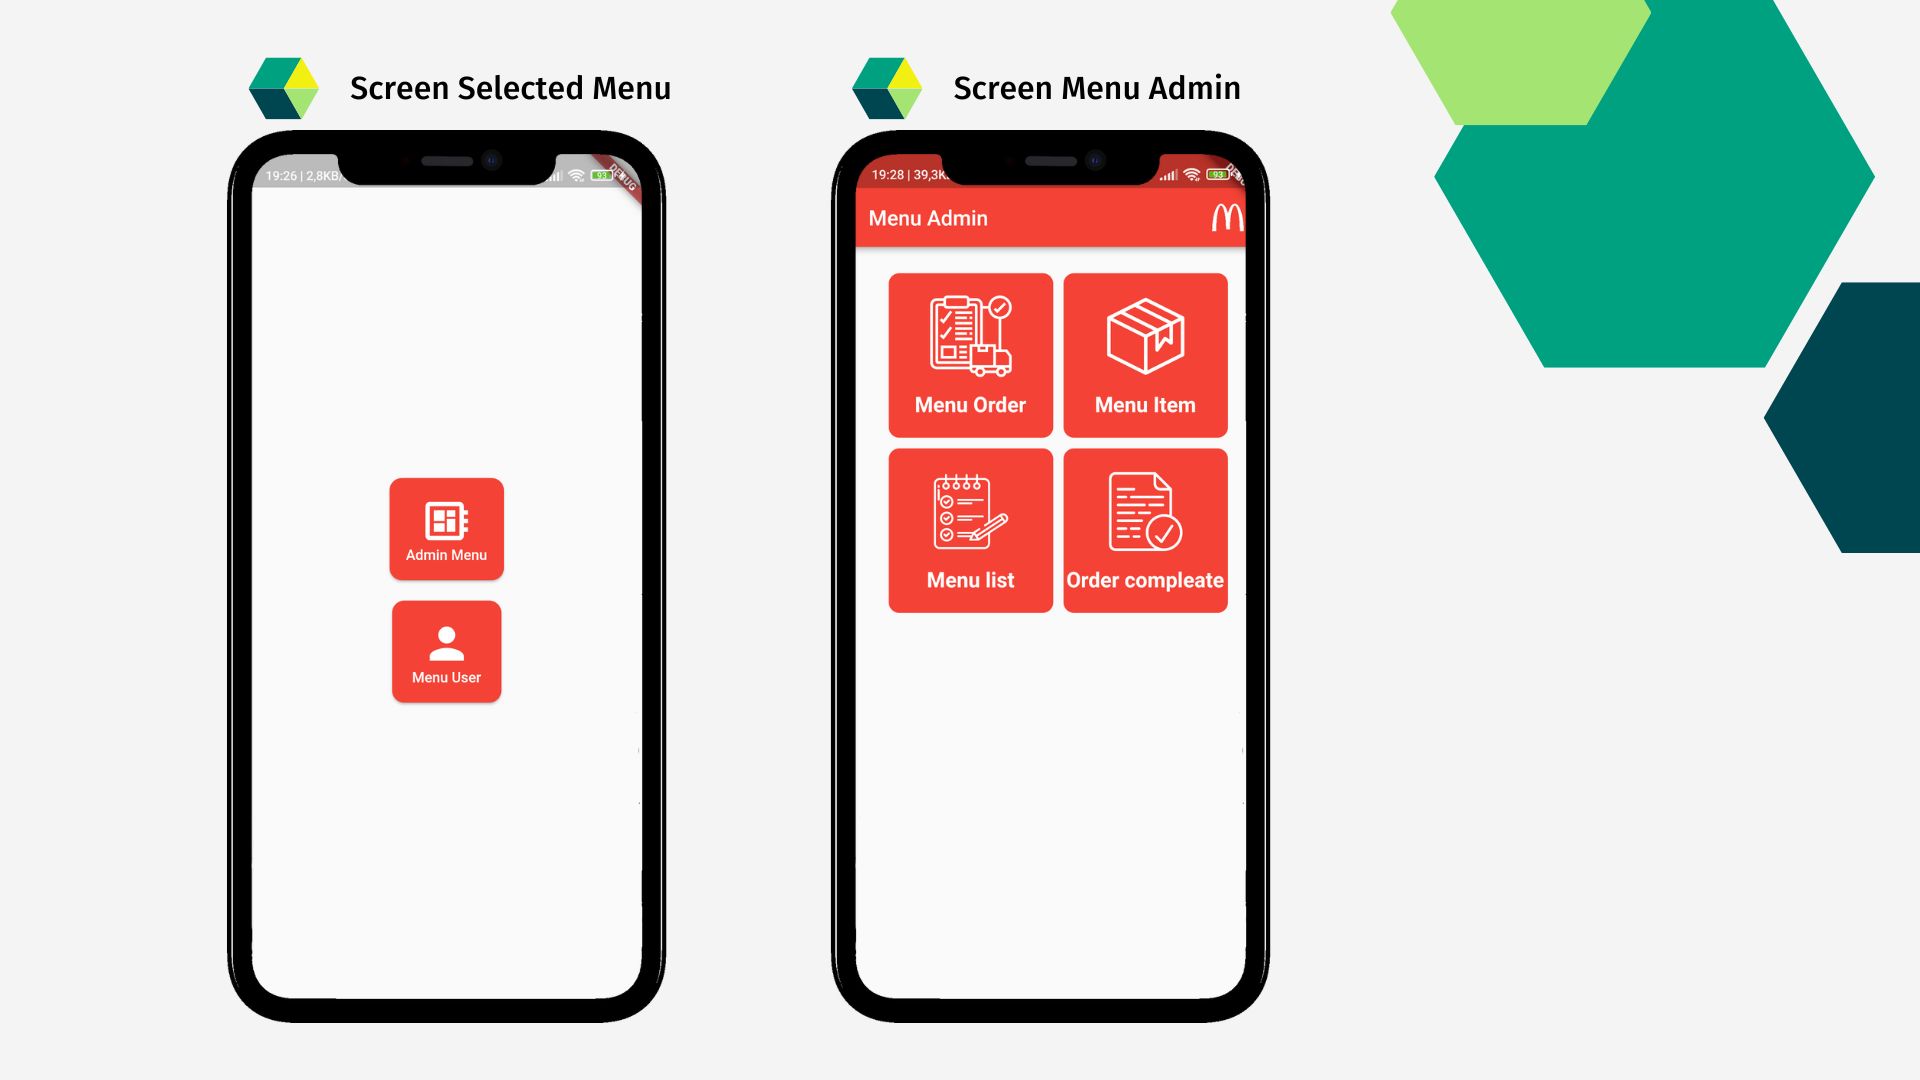 Screen Selected Menu
Screen Menu Admin
19:26 | 2,8KB/
93
DEBUG
19:28 | 39,3K
93
Menu Admin
Menu Order
Menu Item
Menu list
Order compleate
Admin Menu
Menu User